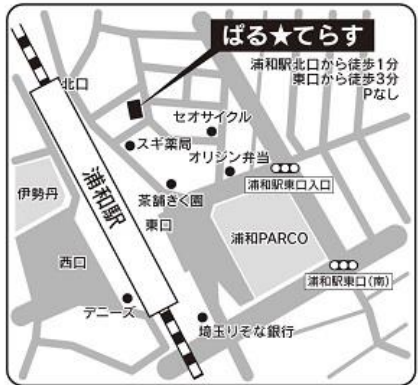 ぱる★てらす
浦和駅北口から徒歩1分
東口から徒歩3分
Pなし
北口
セオサイクル
スギ薬局
オリジン弁当
浦和駅東口入口
伊勢丹
浦和駅
茶舗きく園
東口
浦和PARCO
西口
浦和駅東口(南)
デニーズ
埼玉りそな銀行